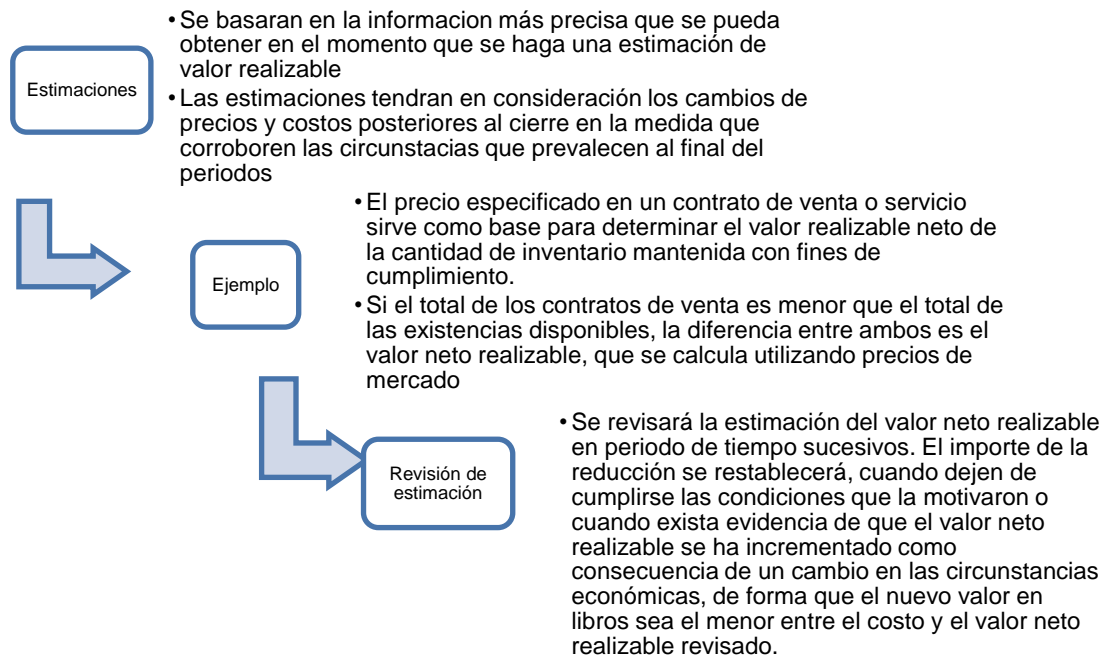 Estimaciones
• Se basaran en la informacion más precisa que se pueda
obtener en el momento que se haga una estimación de
valor realizable
• Las estimaciones tendran en consideración los cambios de
precios y costos posteriores al cierre en la medida que
corroboren las circunstacias que prevalecen al final del
periodos
Ejemplo
• El precio especificado en un contrato de venta o servicio
sirve como base para determinar el valor realizable neto de
la cantidad de inventario mantenida con fines de
cumplimiento.
• Si el total de los contratos de venta es menor que el total de
las existencias disponibles, la diferencia entre ambos es el
valor neto realizable, que se calcula utilizando precios de
mercado
Revisión de
estimación
• Se revisará la estimación del valor neto realizable
en periodo de tiempo sucesivos. El importe de la
reducción se restablecerá, cuando dejen de
cumplirse las condiciones que la motivaron o
cuando exista evidencia de que el valor neto
realizable se ha incrementado como
consecuencia de un cambio en las circunstancias
económicas, de forma que el nuevo valor en
libros sea el menor entre el costo y el valor neto
realizable revisado.